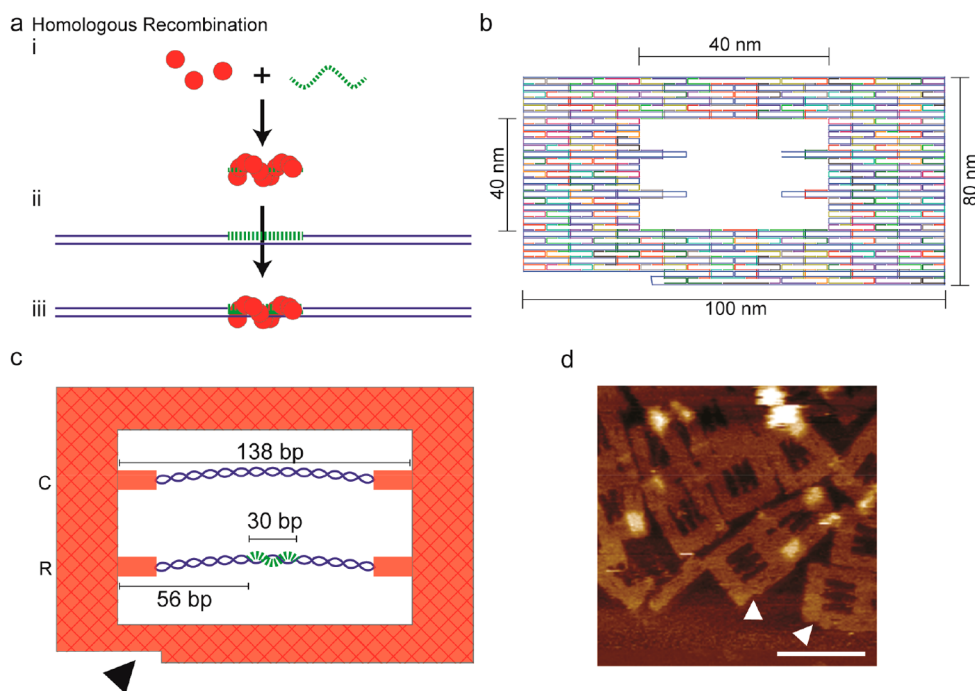 a Homologous Recombination
i
+
ii
iii
b
40 nm
40 nm
80 nm
100 nm
c
138 bp
C
30 bp
R
56 bp
d